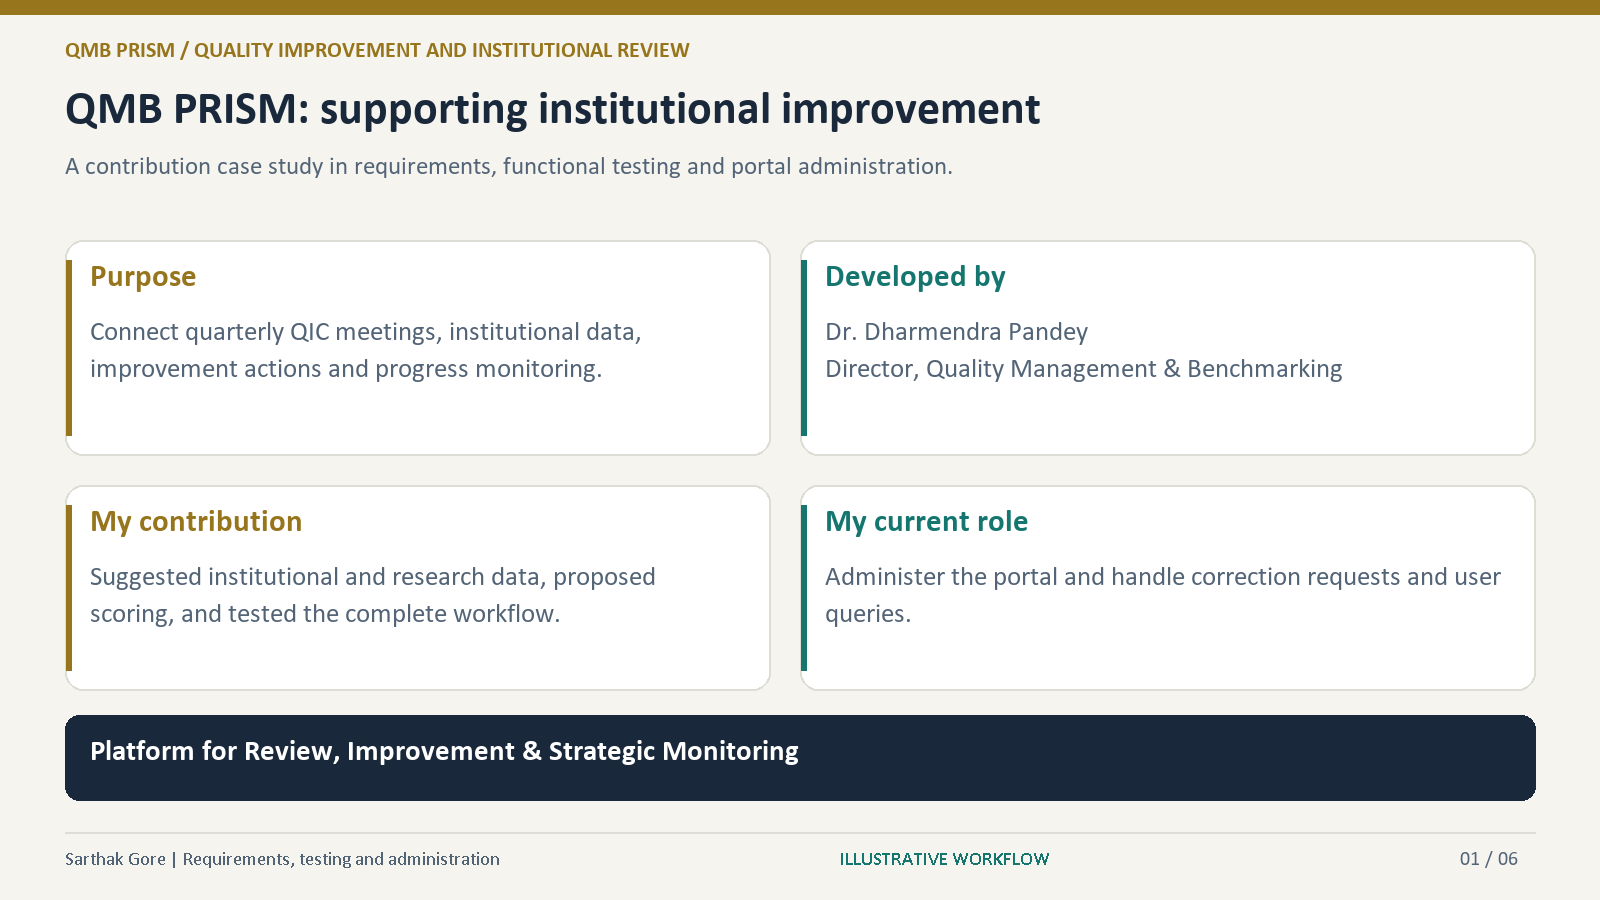 QMB PRISM / QUALITY IMPROVEMENT AND INSTITUTIONAL REVIEW
QMB PRISM: supporting institutional improvement
A contribution case study in requirements, functional testing and portal administration.
Purpose
Connect quarterly QIC meetings, institutional data,
improvement actions and progress monitoring.
Developed by
Dr. Dharmendra Pandey
Director, Quality Management & Benchmarking
My contribution
Suggested institutional and research data, proposed
scoring, and tested the complete workflow.
My current role
Administer the portal and handle correction requests and user
queries.
Platform for Review, Improvement & Strategic Monitoring
Sarthak Gore | Requirements, testing and administration
ILLUSTRATIVE WORKFLOW
01 / 06